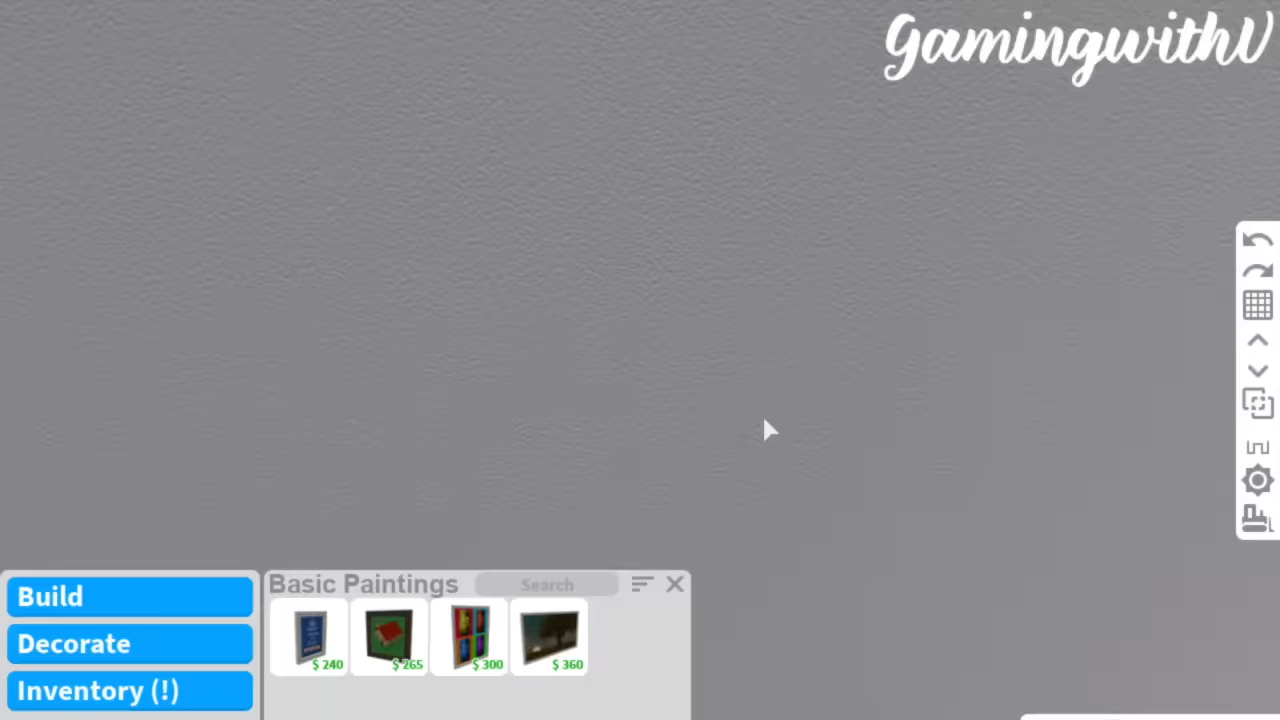 GamingwithV
Basic Paintings
Search
$ 240
$ 265
$ 300
$ 360
Build
Decorate
Inventory (!)